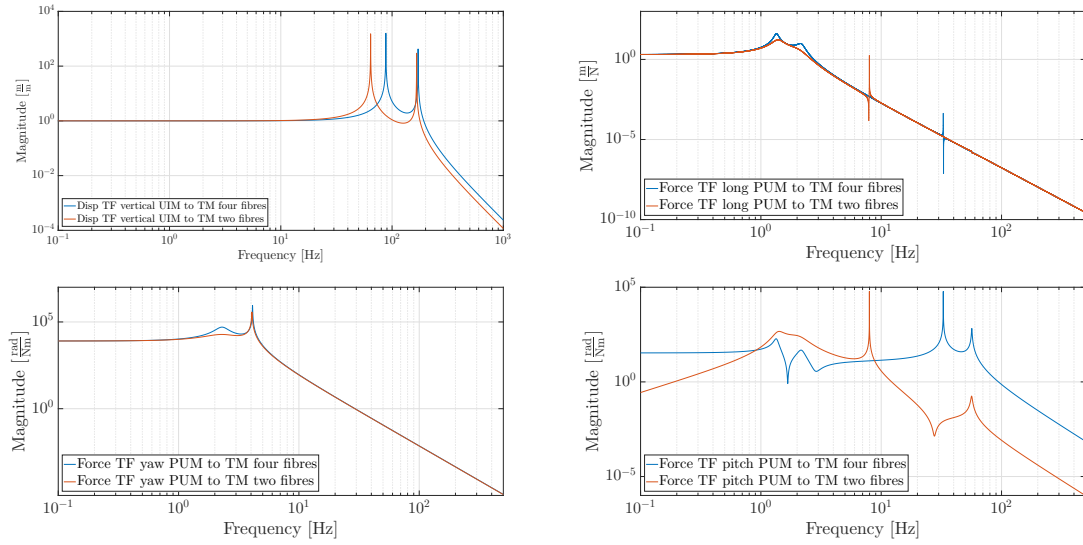 10^4
10^2
10^0
10^-2
10^-4
Magnitude [m/m]
Disp TF vertical UIM to TM four fibres
Disp TF vertical UIM to TM two fibres
10^-1 10^0 10^1 10^2 10^3
Frequency [Hz]
10^0
10^-5
10^-10
Magnitude [m/N]
Force TF long PUM to TM four fibres
Force TF long PUM to TM two fibres
10^-1 10^0 10^1 10^2
Frequency [Hz]
10^5
10^0
Magnitude [rad/Nm]
Force TF yaw PUM to TM four fibres
Force TF yaw PUM to TM two fibres
10^-1 10^0 10^1 10^2
Frequency [Hz]
10^5
10^0
10^-5
Magnitude [rad/Nm]
Force TF pitch PUM to TM four fibres
Force TF pitch PUM to TM two fibres
10^-1 10^0 10^1 10^2
Frequency [Hz]